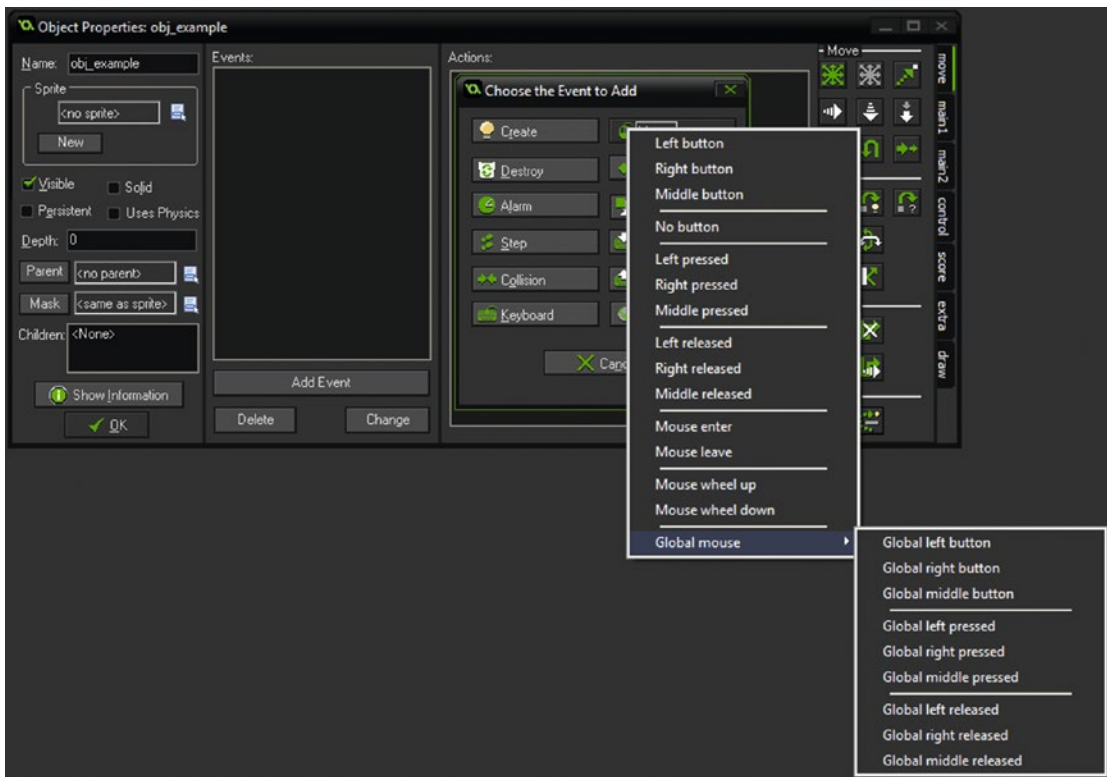 Object Properties: obj_example
Name: obj_example
Sprite
<no sprite>
New
Visible
Solid
Persistent
Uses Physics
Depth: 0
Parent <no parent>
Mask <same as sprite>
Children: <None>
Show Information
OK
Events:
Add Event
Delete
Change
Actions:
Choose the Event to Add
Create
Destroy
Alarm
Step
Collision
Keyboard
Left button
Right button
Middle button
No button
Left pressed
Right pressed
Middle pressed
Left released
Right released
Middle released
Mouse enter
Mouse leave
Mouse wheel up
Mouse wheel down
Global mouse
Global left button
Global right button
Global middle button
Global left pressed
Global right pressed
Global middle pressed
Global left released
Global right released
Global middle released
Move
move
main1
main2
control
score
extra
draw